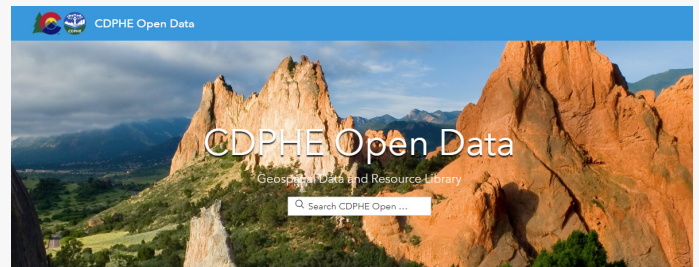 CDPHE Open Data
CDPHE Open Data
Geospatial Data and Resource Library
Search CDPHE Open ...